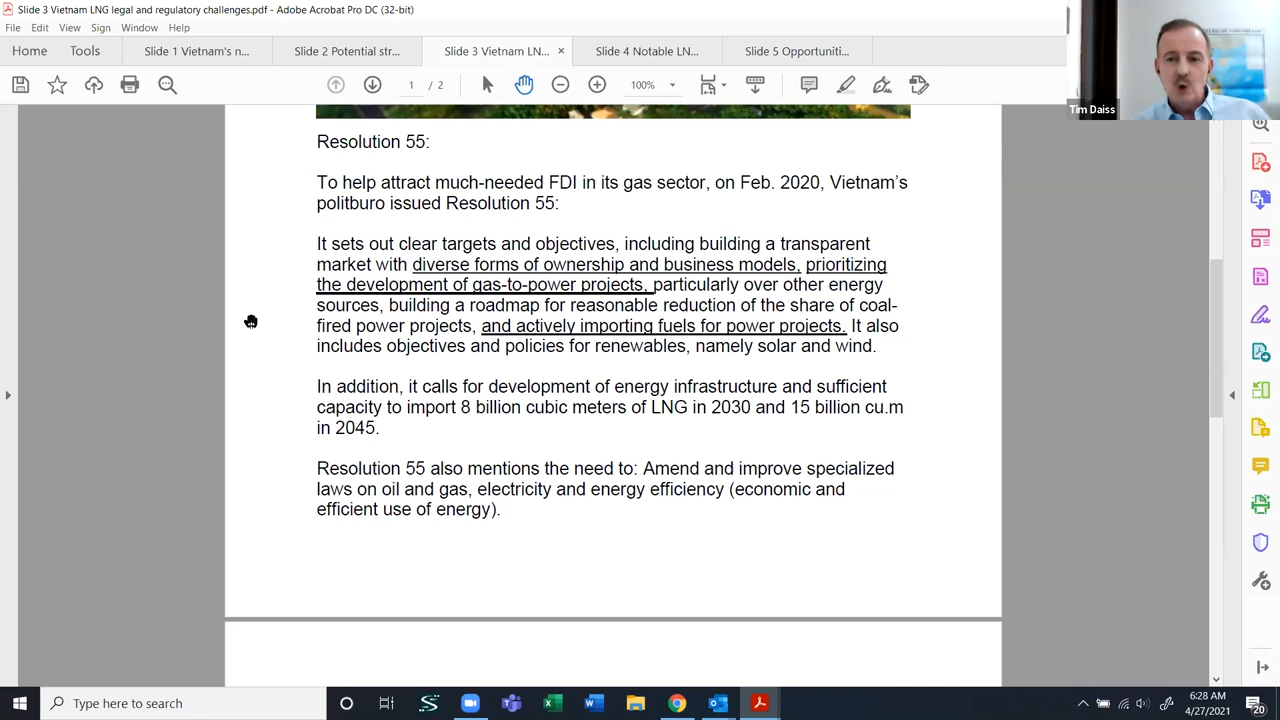 Slide 3 Vietnam LNG legal and regulatory challenges.pdf - Adobe Acrobat Pro DC (32-bit)
File Edit View Sign Window Help
Home Tools Slide 1 Vietnam's n... Slide 2 Potential str... Slide 3 Vietnam LN... × Slide 4 Notable LN... Slide 5 Opportuniti...
1 / 2 100%
Tim Daiss
Resolution 55:
To help attract much-needed FDI in its gas sector, on Feb. 2020, Vietnam's
politburo issued Resolution 55:
It sets out clear targets and objectives, including building a transparent
market with diverse forms of ownership and business models, prioritizing
the development of gas-to-power projects, particularly over other energy
sources, building a roadmap for reasonable reduction of the share of coal-
fired power projects, and actively importing fuels for power projects. It also
includes objectives and policies for renewables, namely solar and wind.
In addition, it calls for development of energy infrastructure and sufficient
capacity to import 8 billion cubic meters of LNG in 2030 and 15 billion cu.m
in 2045.
Resolution 55 also mentions the need to: Amend and improve specialized
laws on oil and gas, electricity and energy efficiency (economic and
efficient use of energy).
Type here to search
6:28 AM
4/27/2021
20